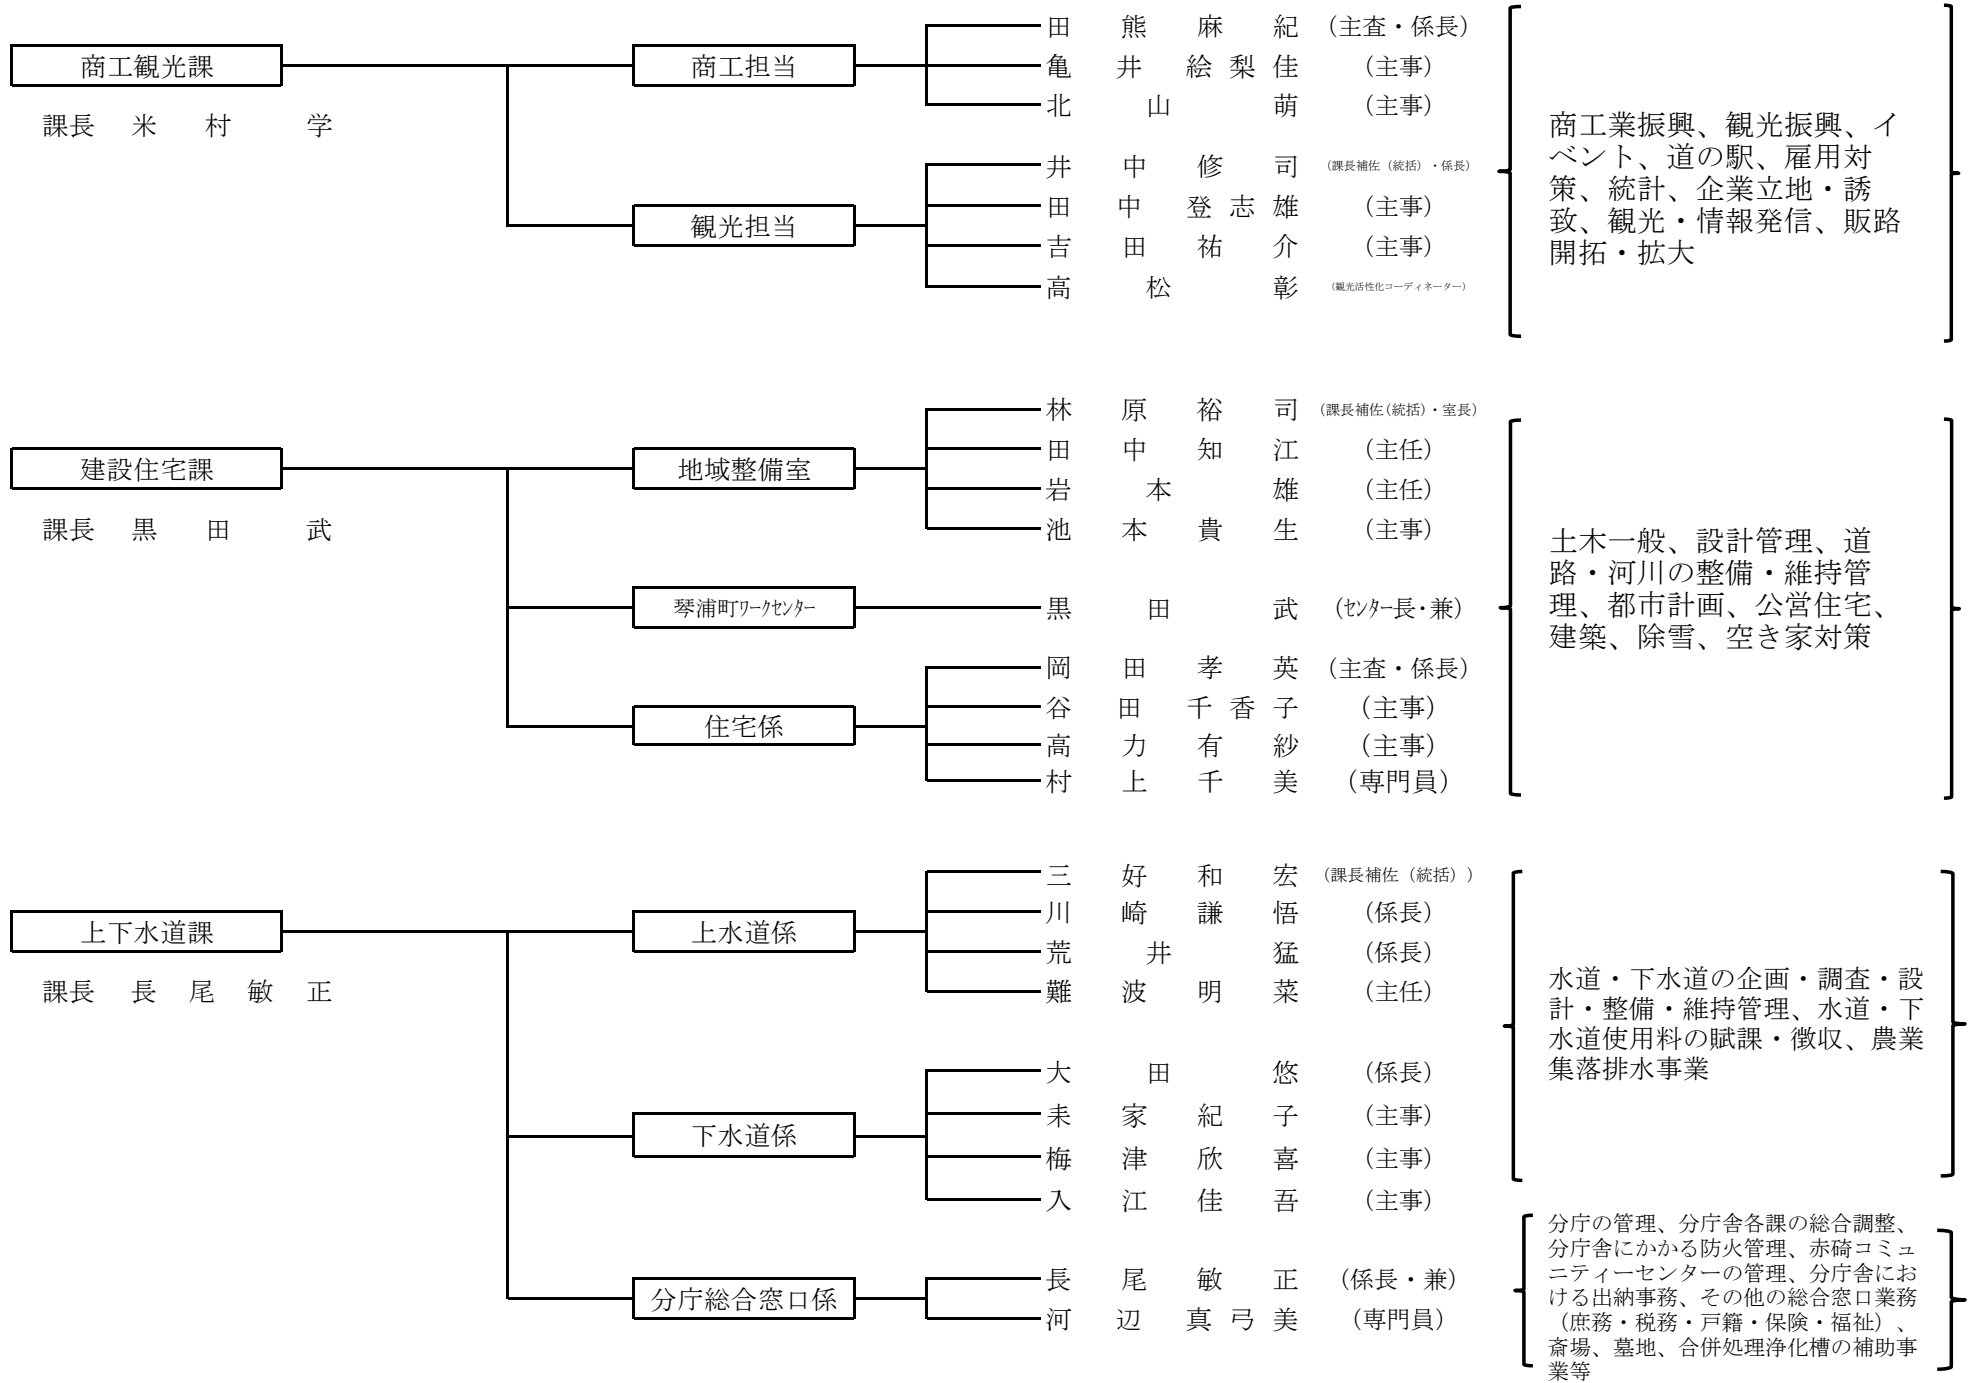 商工観光課
課長 米村 学
商工担当
田熊麻紀 (主査・係長)
亀井絵梨佳 (主事)
北山 萌 (主事)
観光担当
井中修司 (課長補佐(統括)・係長)
田中登志雄 (主事)
吉田祐介 (主事)
高松 彰 (観光活性化コーディネーター)
商工業振興、観光振興、イ
ベント、道の駅、雇用対
策、統計、企業立地・誘
致、観光・情報発信、販路
開拓・拡大
建設住宅課
課長 黒田 武
地域整備室
林原裕司 (課長補佐(統括)・室長)
田中知江 (主任)
岩本 雄 (主任)
池本貴生 (主事)
琴浦町ワークセンター
黒田 武 (センター長・兼)
住宅係
岡田孝英 (主査・係長)
谷田千香子 (主事)
高力有紗 (主事)
村上千美 (専門員)
土木一般、設計管理、道
路・河川の整備・維持管
理、都市計画、公営住宅、
建築、除雪、空き家対策
上下水道課
課長 長尾敏正
上水道係
三好和宏 (課長補佐(統括))
川崎謙悟 (係長)
荒井 猛 (係長)
難波明菜 (主任)
下水道係
大田 悠 (係長)
耒家紀子 (主事)
梅津欣喜 (主事)
入江佳吾 (主事)
水道・下水道の企画・調査・設
計・整備・維持管理、水道・下
水道使用料の賦課・徴収、農業
集落排水事業
分庁総合窓口係
長尾敏正 (係長・兼)
河辺真弓美 (専門員)
分庁の管理、分庁舎各課の総合調整、
分庁舎にかかる防火管理、赤碕コミュ
ニティーセンターの管理、分庁舎にお
ける出納事務、その他の総合窓口業務
(庶務・税務・戸籍・保険・福祉)、
斎場、墓地、合併処理浄化槽の補助事
業等